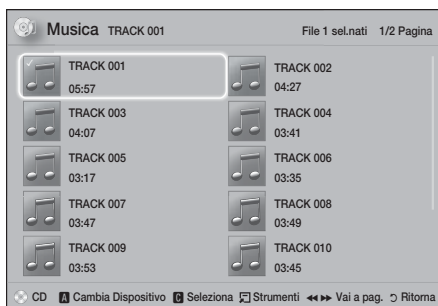 Musica TRACK 001 File 1 sel.nati 1/2 Pagina
TRACK 001 TRACK 002
05:57 04:27
TRACK 003 TRACK 004
04:07 03:41
TRACK 005 TRACK 006
03:17 03:35
TRACK 007 TRACK 008
03:47 03:49
TRACK 009 TRACK 010
03:53 03:45
CD A Cambia Dispositivo C Seleziona Strumenti Vai a pag. Ritorna